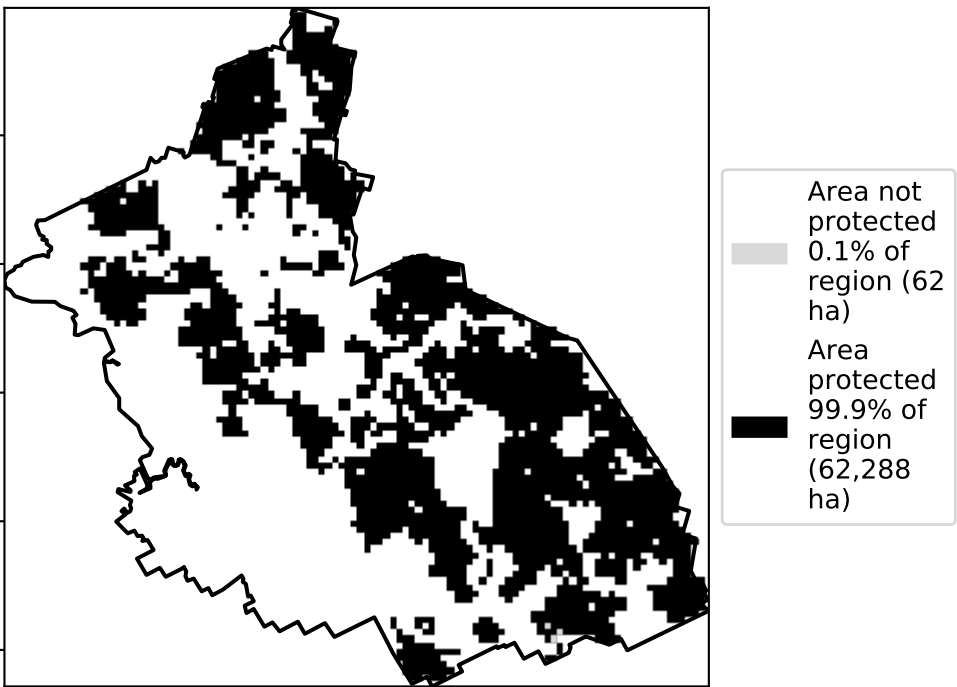 Area not
protected
0.1% of
region (62
ha)
Area
protected
99.9% of
region
(62,288
ha)